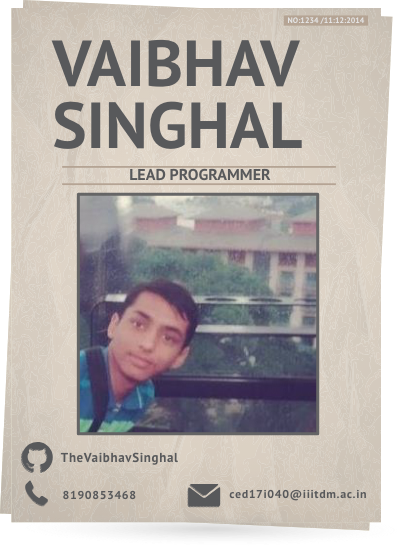 NO:1234 /11:12:2014
VAIBHAV
SINGHAL
LEAD PROGRAMMER
TheVaibhavSinghal
8190853468
ced17i040@iiitdm.ac.in